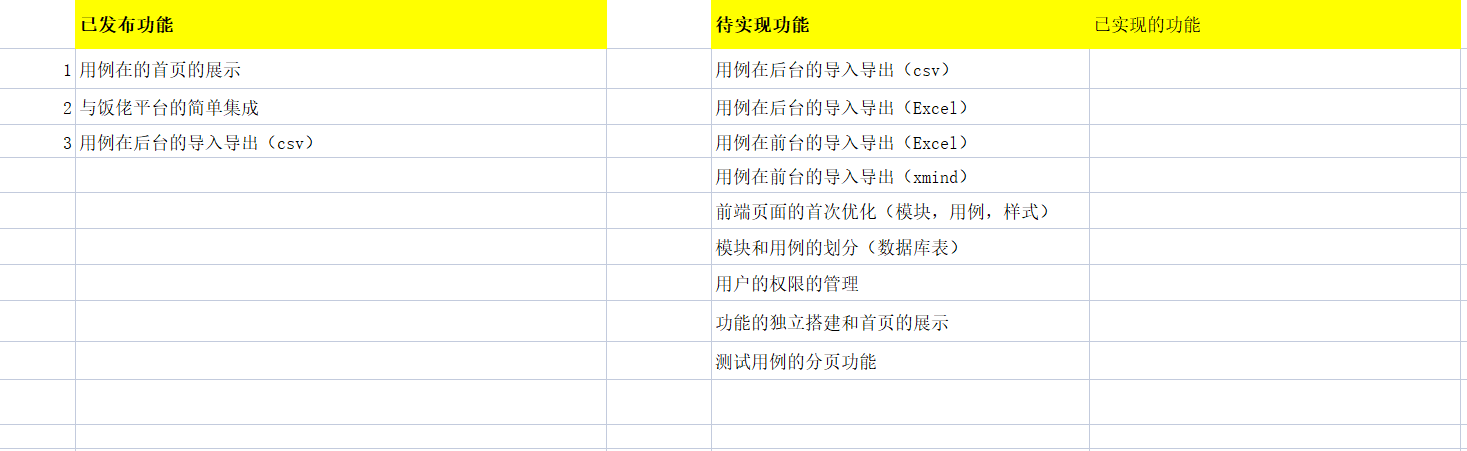 已发布功能 待实现功能 已实现的功能
1 用例在的首页的展示 用例在后台的导入导出（csv）
2 与饭佬平台的简单集成 用例在后台的导入导出（Excel）
3 用例在后台的导入导出（csv） 用例在前台的导入导出（Excel）
用例在前台的导入导出（xmind）
前端页面的首次优化（模块，用例，样式）
模块和用例的划分（数据库表）
用户的权限的管理
功能的独立搭建和首页的展示
测试用例的分页功能